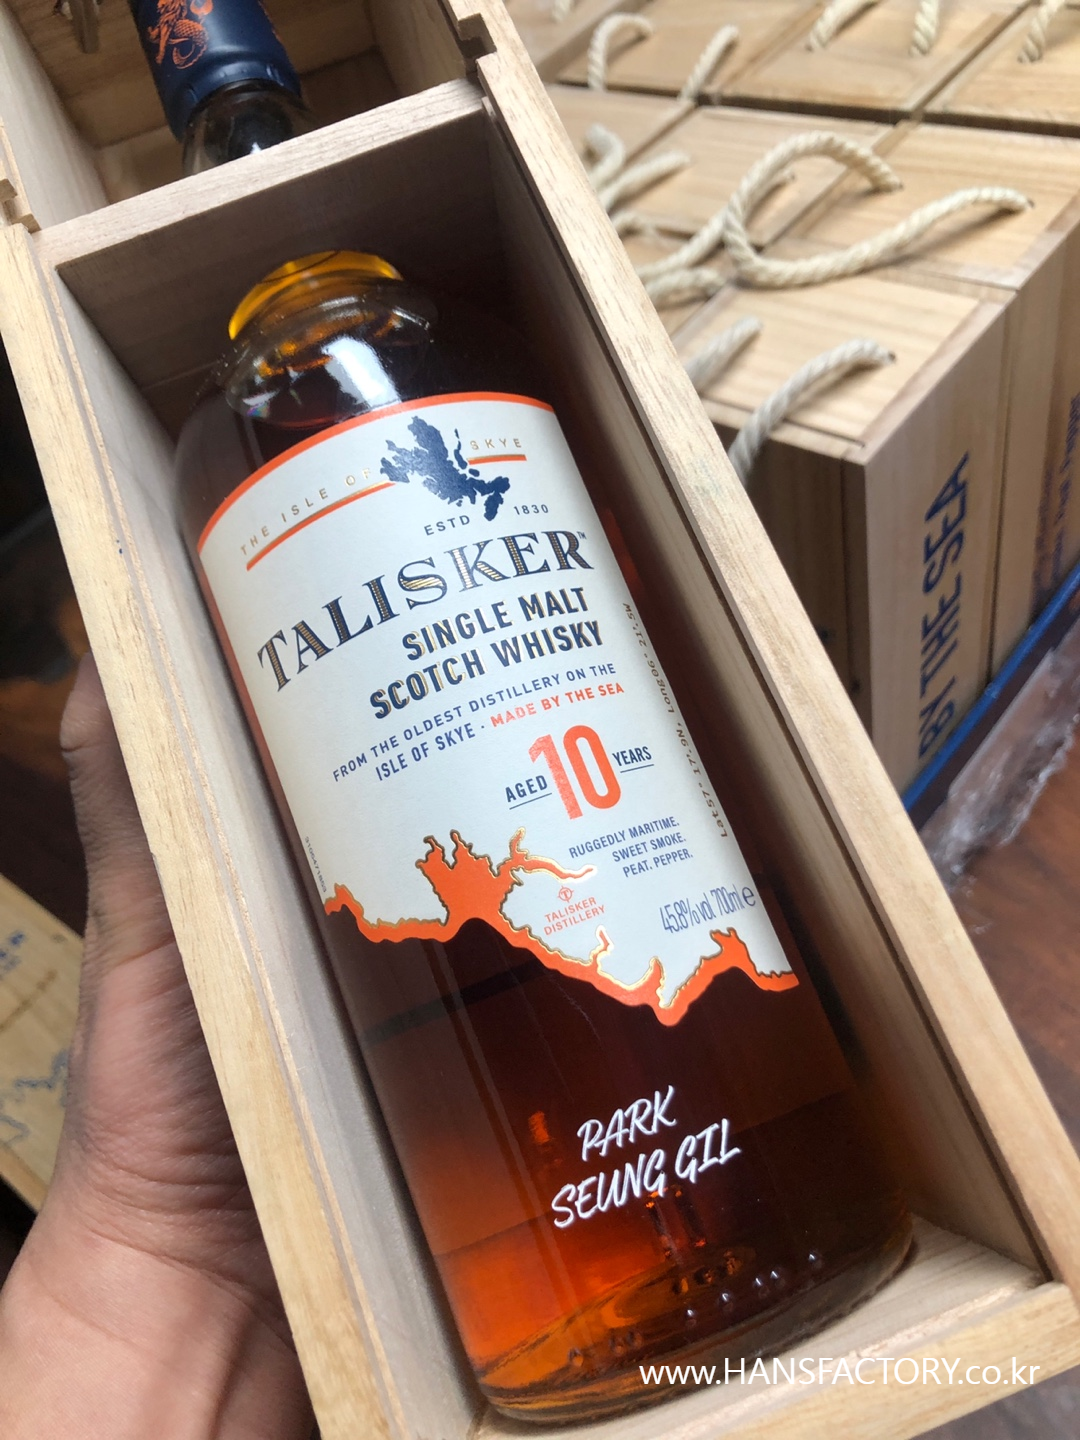 THE ISLE OF SKYE
ESTD 1830
TALISKER™
SINGLE MALT
SCOTCH WHISKY
FROM THE OLDEST DISTILLERY ON THE
ISLE OF SKYE · MADE BY THE SEA
AGED 10 YEARS
RUGGEDLY MARITIME.
SWEET SMOKE.
PEAT. PEPPER.
TALISKER
DISTILLERY
45.8%vol 700ml e
PARK
SEUNG GIL
BY THE SEA
www.HANSFACTORY.co.kr